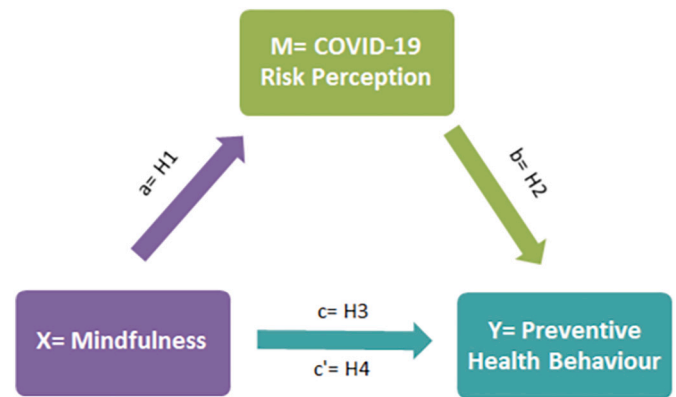 M= COVID-19
Risk Perception
a= H1
b= H2
X= Mindfulness
c= H3
c'= H4
Y= Preventive
Health Behaviour